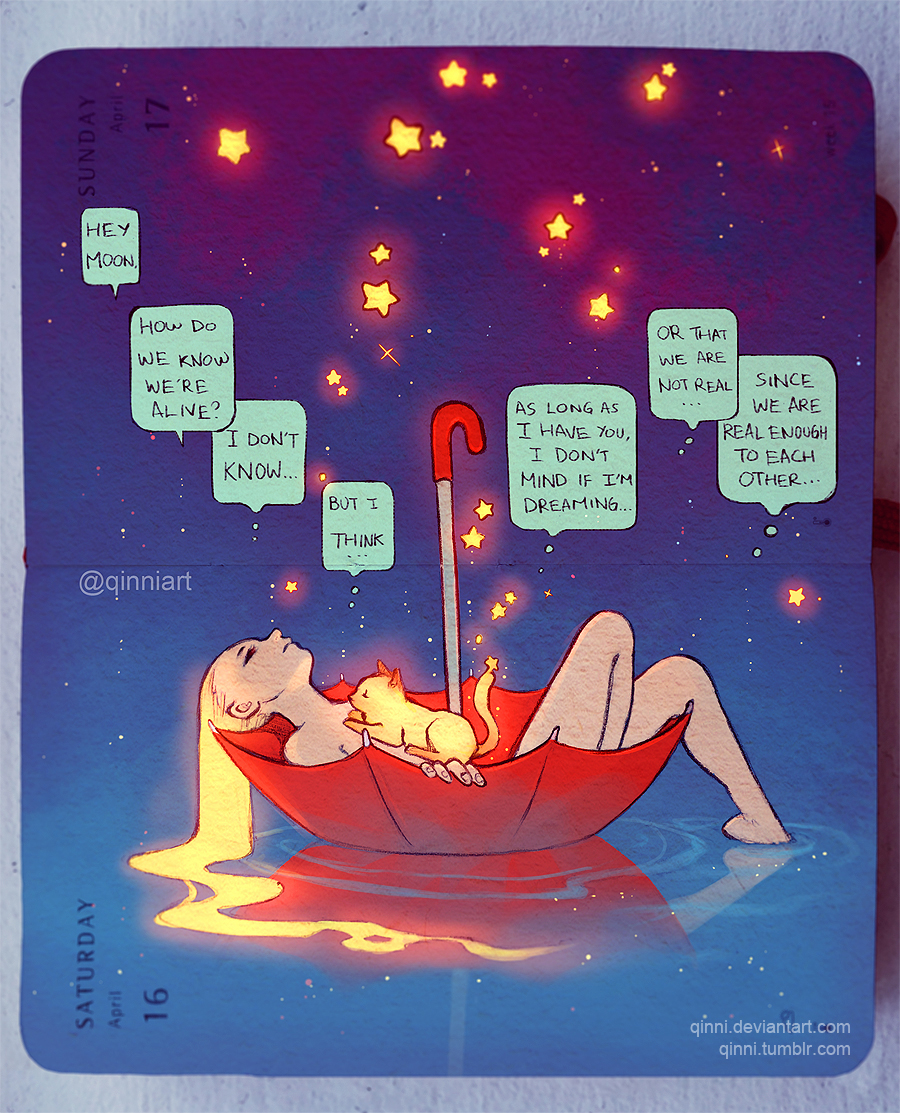 SUNDAY
April
17
HEY
MOON,
HOW DO
WE KNOW
WE'RE
ALIVE?
I DON'T
KNOW...
BUT I
THINK
...
AS LONG AS
I HAVE YOU,
I DON'T
MIND IF I'M
DREAMING...
OR THAT
WE ARE
NOT REAL
...
SINCE
WE ARE
REAL ENOUGH
TO EACH
OTHER...
@qinniart
SATURDAY
April
16
qinni.deviantart.com
qinni.tumblr.com